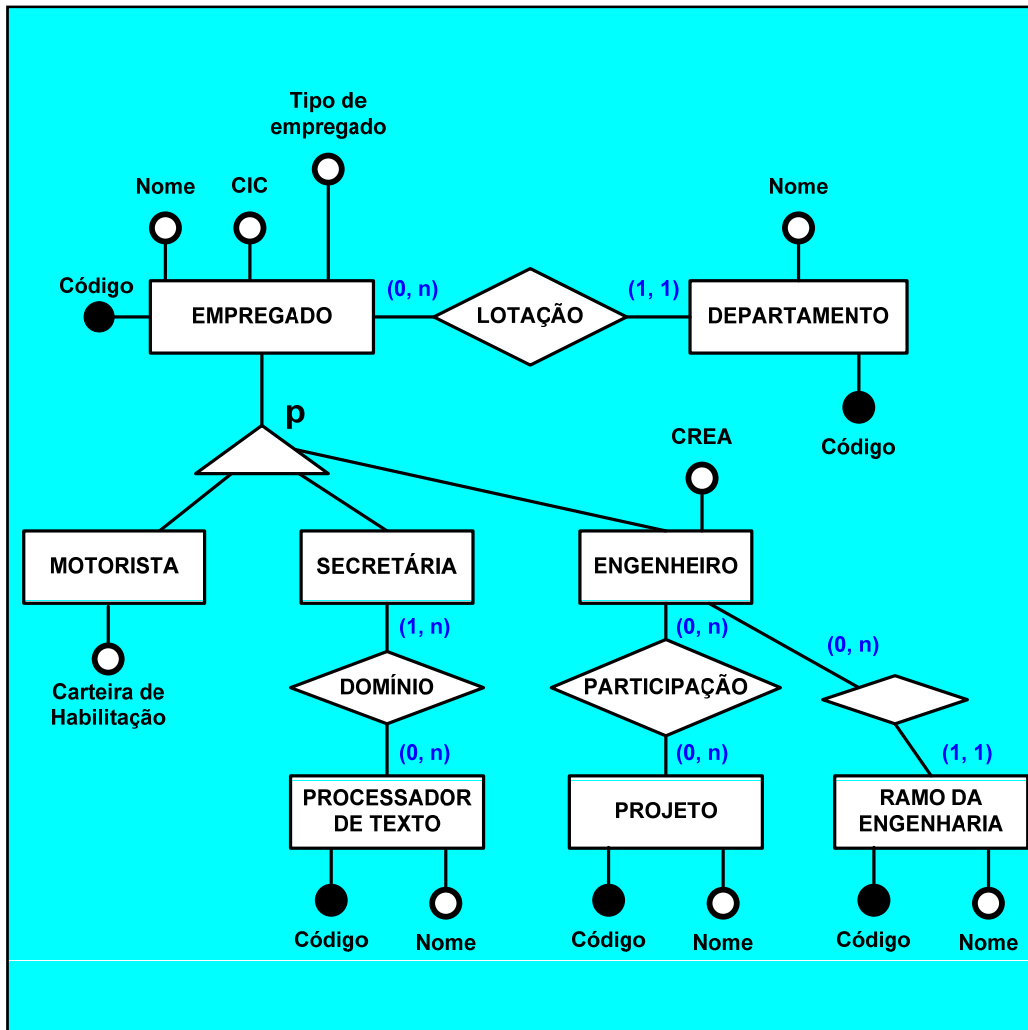 Tipo de
empregado
Nome
CIC
Nome
Código
(0, n)
(1, 1)
EMPREGADO
LOTAÇÃO
DEPARTAMENTO
p
Código
CREA
MOTORISTA
SECRETÁRIA
ENGENHEIRO
(1, n)
(0, n)
(0, n)
Carteira de
Habilitação
DOMÍNIO
PARTICIPAÇÃO
(0, n)
(0, n)
(1, 1)
PROCESSADOR
DE TEXTO
PROJETO
RAMO DA
ENGENHARIA
Código
Nome
Código
Nome
Código
Nome